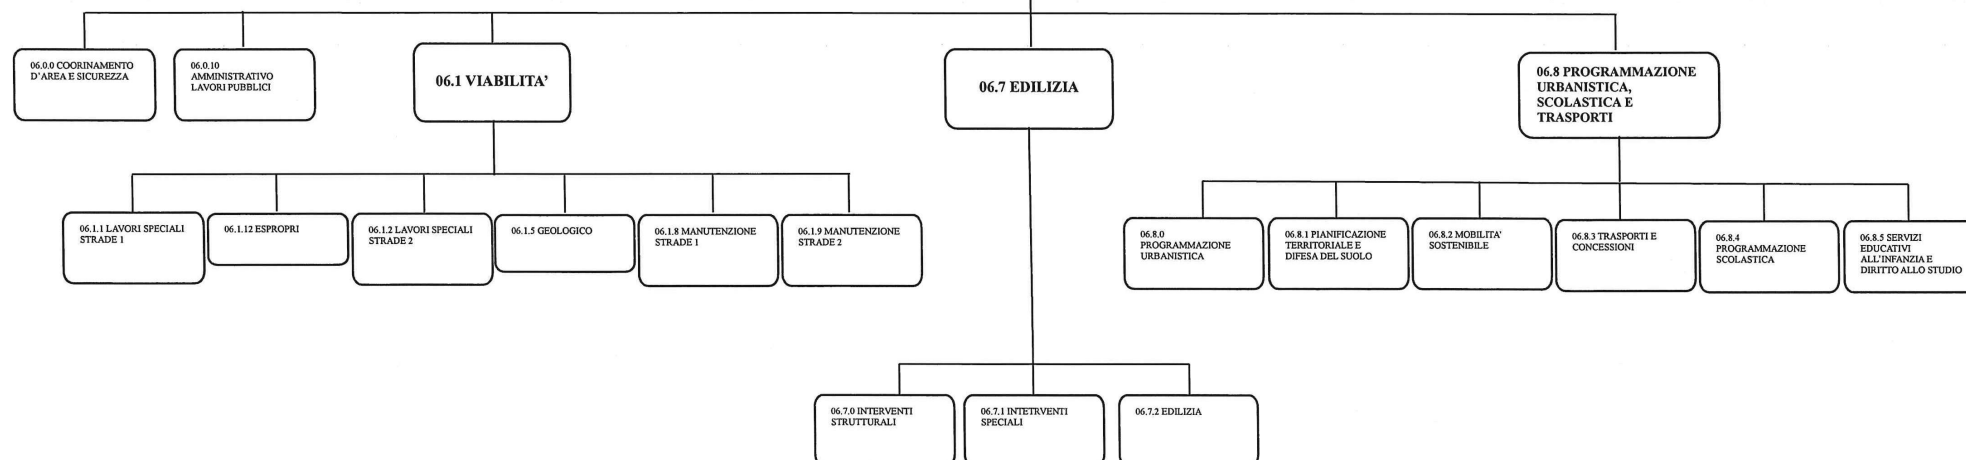 06.0.0 COORINAMENTO
D'AREA E SICUREZZA
06.0.10
AMMINISTRATIVO
LAVORI PUBBLICI
06.1 VIABILITA'
06.7 EDILIZIA
06.8 PROGRAMMAZIONE
URBANISTICA,
SCOLASTICA E
TRASPORTI
06.1.1 LAVORI SPECIALI
STRADE 1
06.1.12 ESPROPRI
06.1.2 LAVORI SPECIALI
STRADE 2
06.1.5 GEOLOGICO
06.1.8 MANUTENZIONE
STRADE 1
06.1.9 MANUTENZIONE
STRADE 2
06.8.0
PROGRAMMAZIONE
URBANISTICA
06.8.1 PIANIFICAZIONE
TERRITORIALE E
DIFESA DEL SUOLO
06.8.2 MOBILITA'
SOSTENIBILE
06.8.3 TRASPORTI E
CONCESSIONI
06.8.4
PROGRAMMAZIONE
SCOLASTICA
06.8.5 SERVIZI
EDUCATIVI
ALL'INFANZIA E
DIRITTO ALLO STUDIO
06.7.0 INTERVENTI
STRUTTURALI
06.7.1 INTETRVENTI
SPECIALI
06.7.2 EDILIZIA